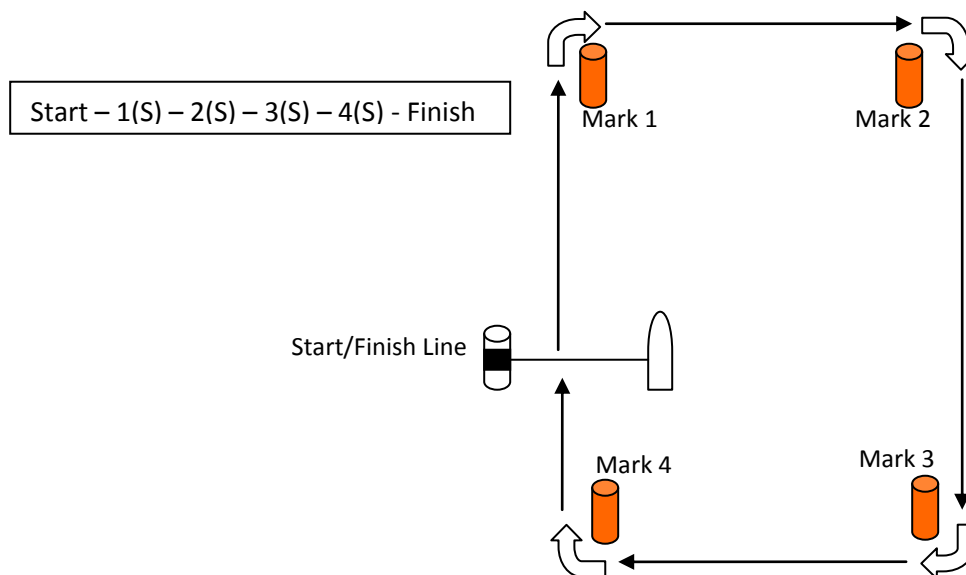 Start – 1(S) – 2(S) – 3(S) – 4(S) - Finish
Mark 1
Mark 2
Start/Finish Line
Mark 4
Mark 3